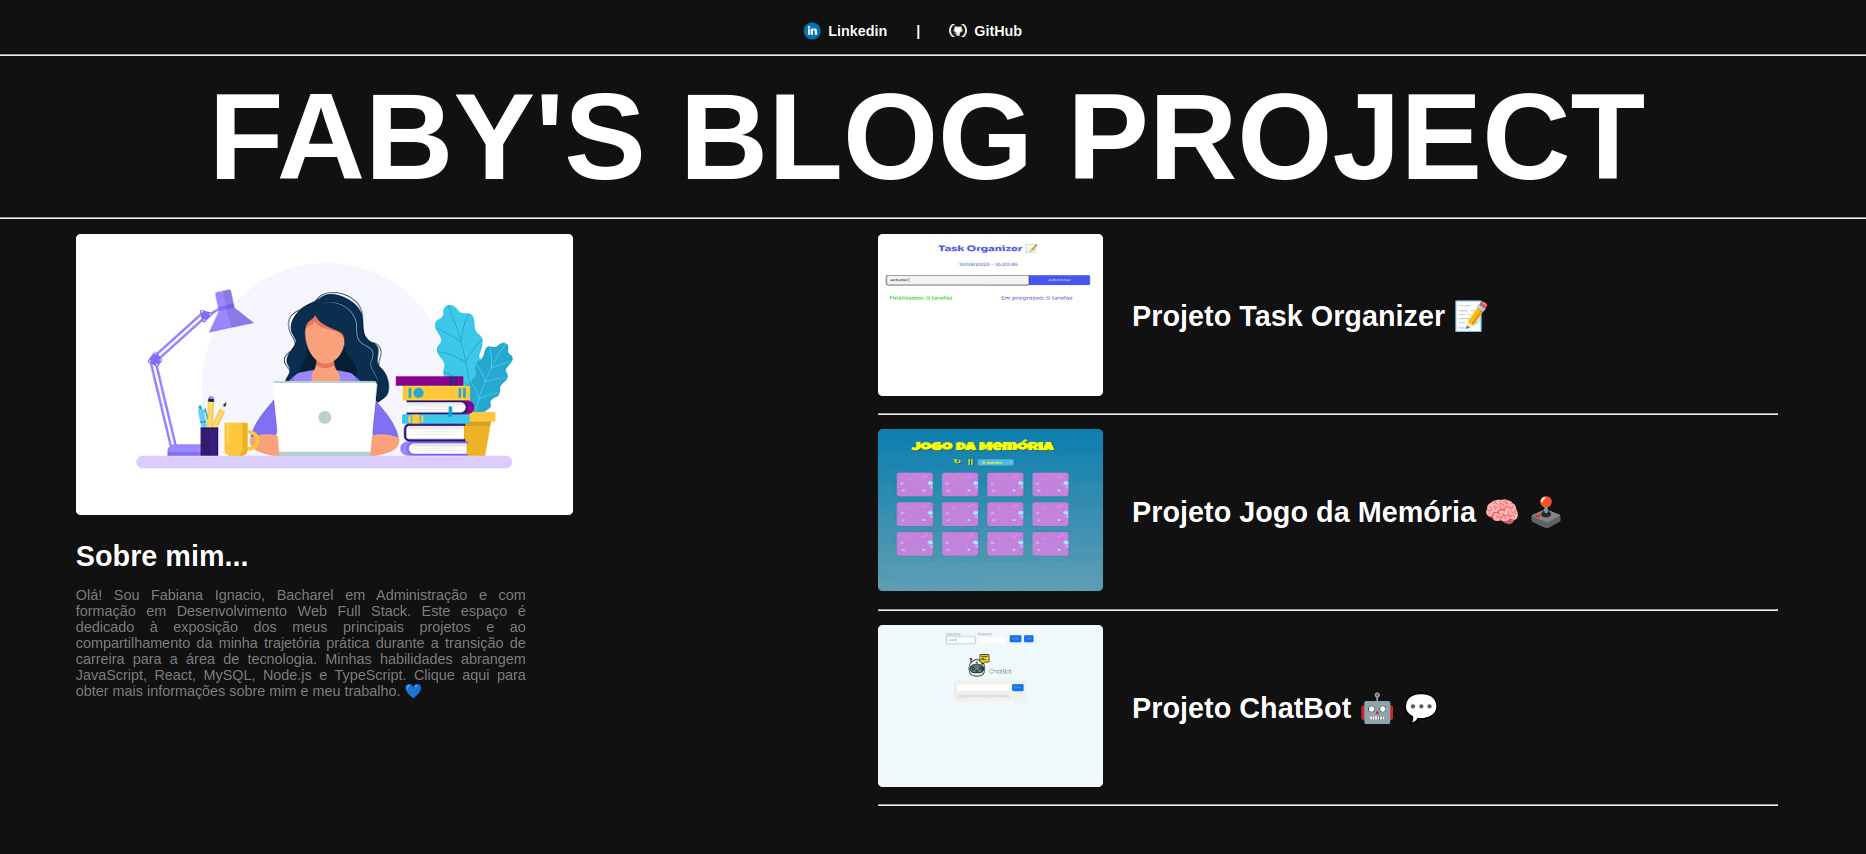 Linkedin | GitHub
FABY'S BLOG PROJECT
Sobre mim...
Olá! Sou Fabiana Ignacio, Bacharel em Administração e com
formação em Desenvolvimento Web Full Stack. Este espaço é
dedicado à exposição dos meus principais projetos e ao
compartilhamento da minha trajetória prática durante a transição de
carreira para a área de tecnologia. Minhas habilidades abrangem
JavaScript, React, MySQL, Node.js e TypeScript. Clique aqui para
obter mais informações sobre mim e meu trabalho. 💙
Task Organizer 📝
Finalizados: 0 tarefas
Em progresso: 0 tarefas
Projeto Task Organizer 📝
JOGO DA MEMÓRIA
Projeto Jogo da Memória 🧠 🕹️
ChatBot
Projeto ChatBot 🤖 💬